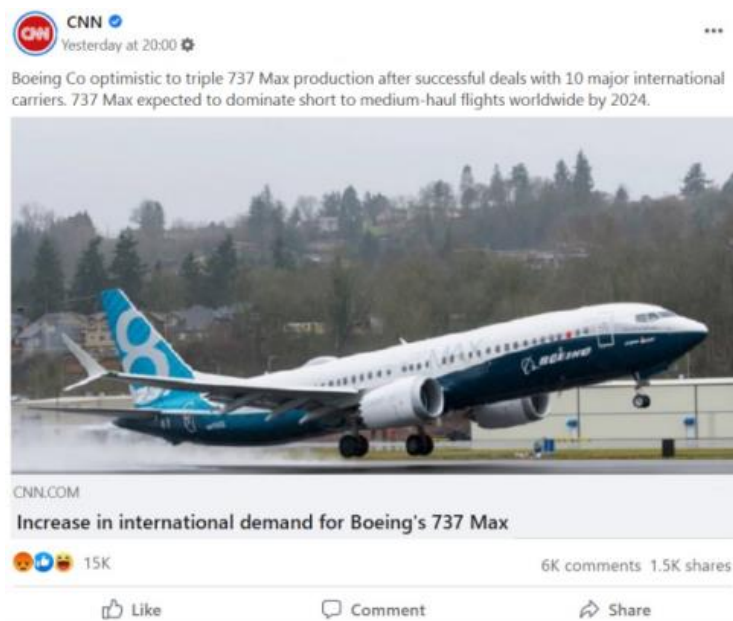 CNN
CNN
Yesterday at 20:00
Boeing Co optimistic to triple 737 Max production after successful deals with 10 major international
carriers. 737 Max expected to dominate short to medium-haul flights worldwide by 2024.
8
MAX
BOEING
CNN.COM
Increase in international demand for Boeing's 737 Max
15K
6K comments 1.5K shares
Like Comment Share